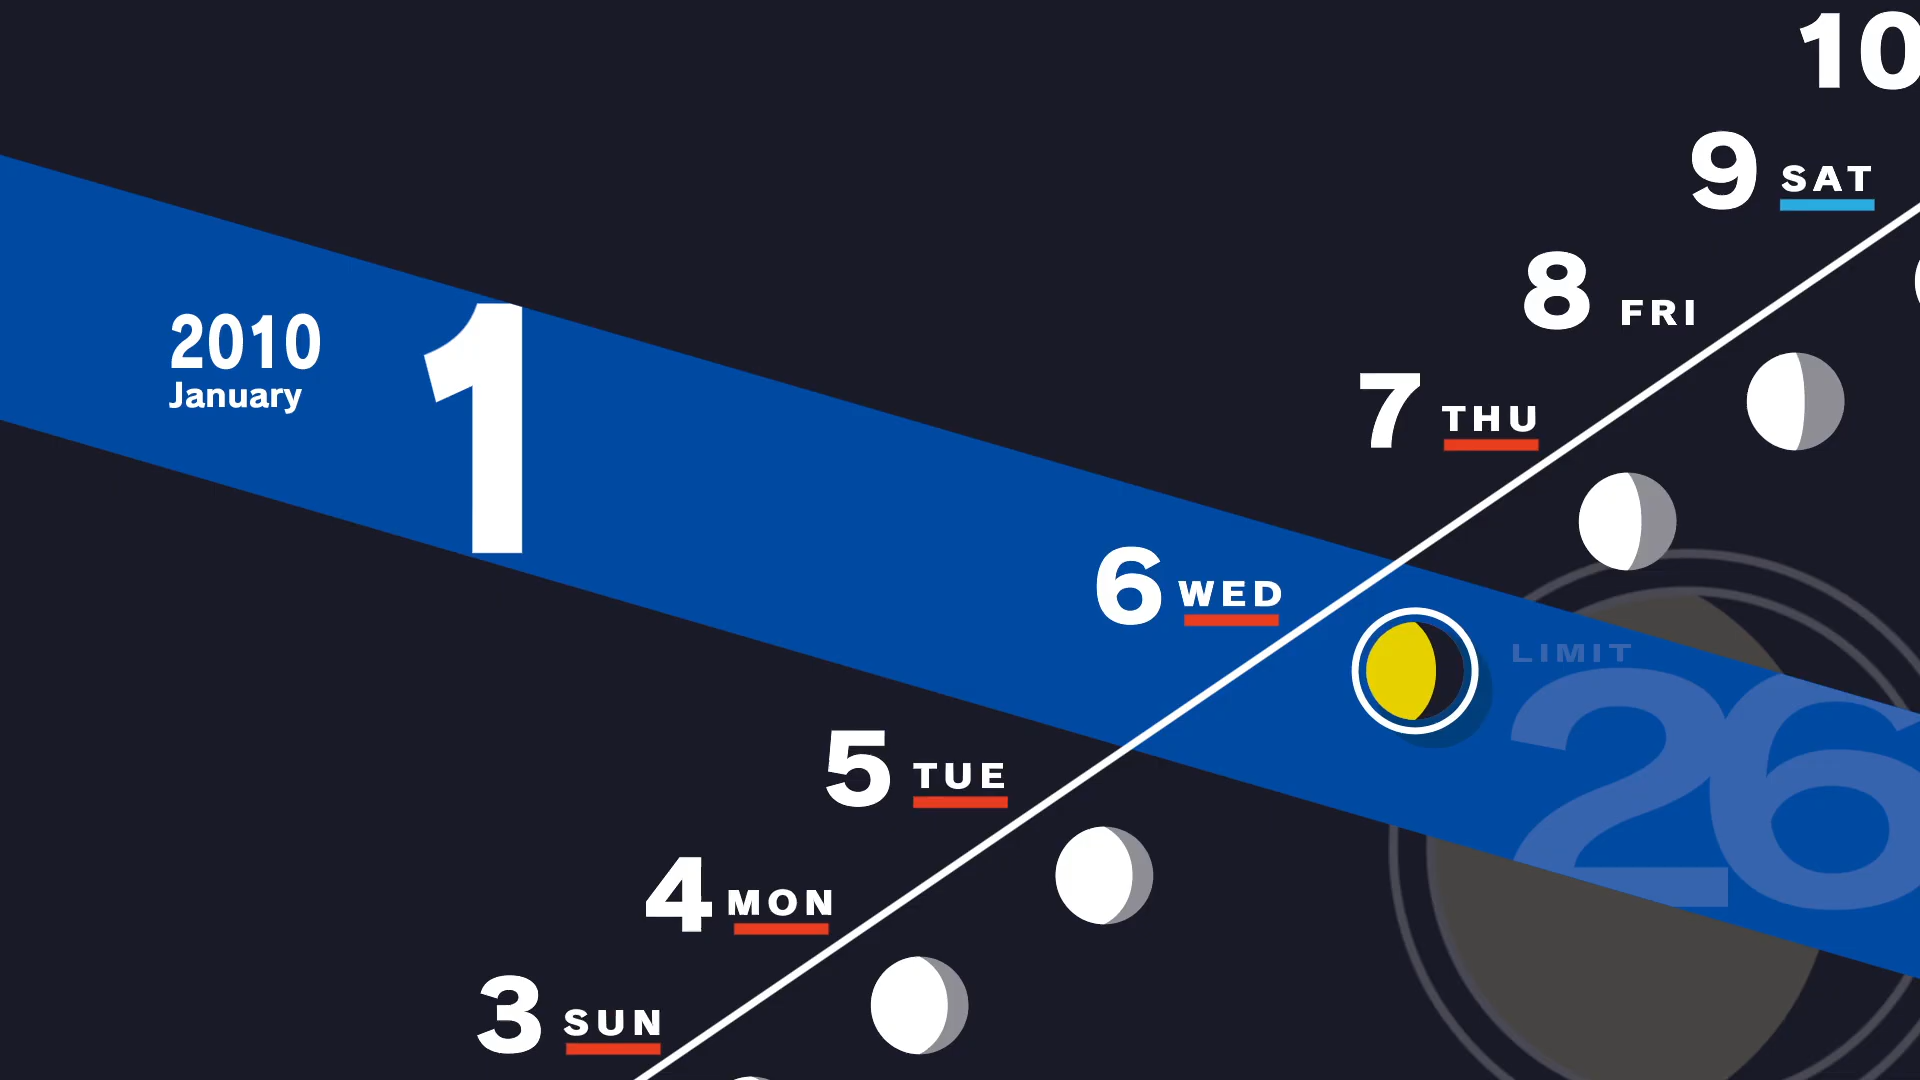 10
9 SAT
8 FRI
2010
January
1
7 THU
6 WED
LIMIT
26
5 TUE
4 MON
3 SUN